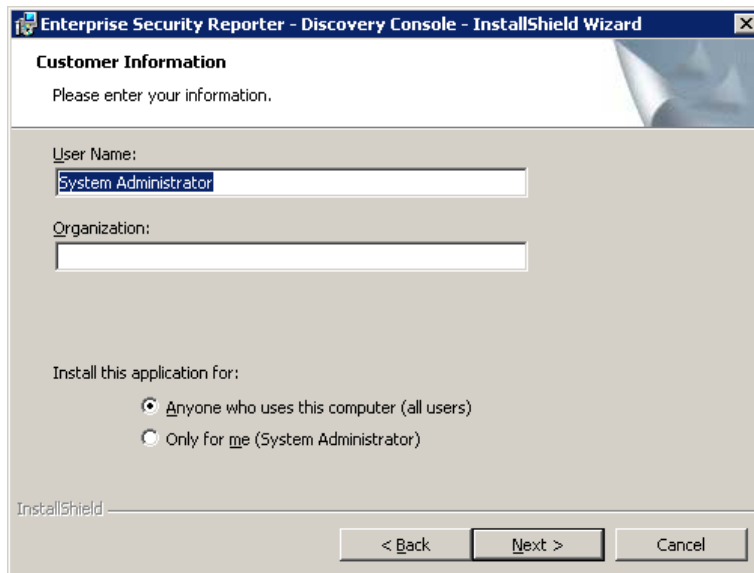 Enterprise Security Reporter - Discovery Console - InstallShield Wizard
Customer Information
Please enter your information.
User Name:
System Administrator
Organization:
Install this application for:
Anyone who uses this computer (all users)
Only for me (System Administrator)
InstallShield
< Back Next > Cancel